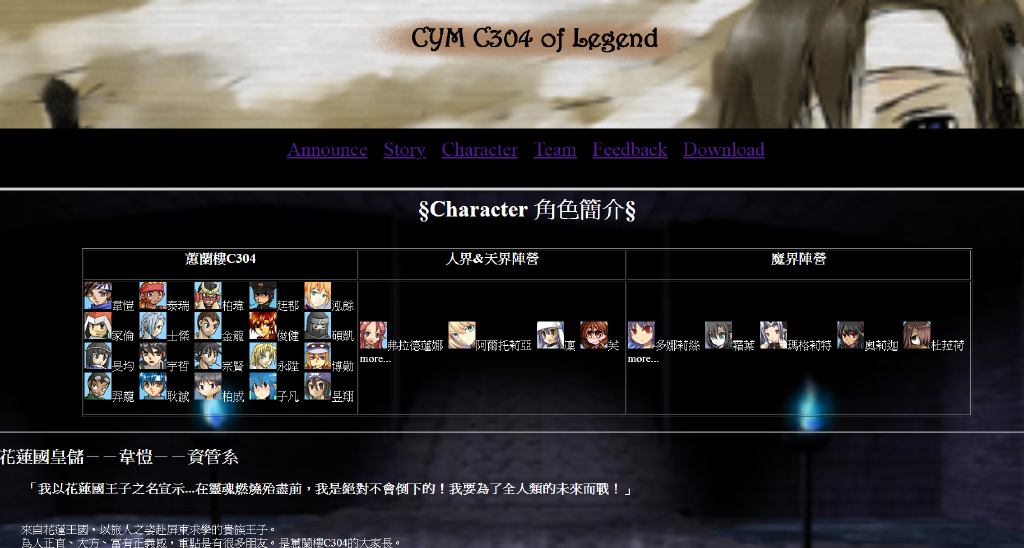 CYM C304 of Legend
Announce Story Character Team Feedback Download
§Character 角色簡介§
蕙蘭樓C304 人界&天界陣營 魔界陣營
韋愷 泰瑞 柏瑋 廷郡 泓餘
家倫 士傑 金龍 俊健 碩凱
昊均 宇哲 宗賢 永陞 博勛
羿龍 耿誠 柏成 子凡 昱翔
弗拉德蓮娜 阿爾托莉亞 凜 芙
more...
多娜莉絲 霜葉 瑪格莉特 奧莉迦 杜拉荷
more...
花蓮國皇儲－－韋愷－－資管系
「我以花蓮國王子之名宣示...在靈魂燃燒殆盡前，我是絕對不會倒下的！我要為了全人類的未來而戰！」
來自花蓮王國，以旅人之姿赴屏東求學的貴族王子。
為人正直、大方、富有正義感，重點是有很多朋友。是蕙蘭樓C304的大家長。